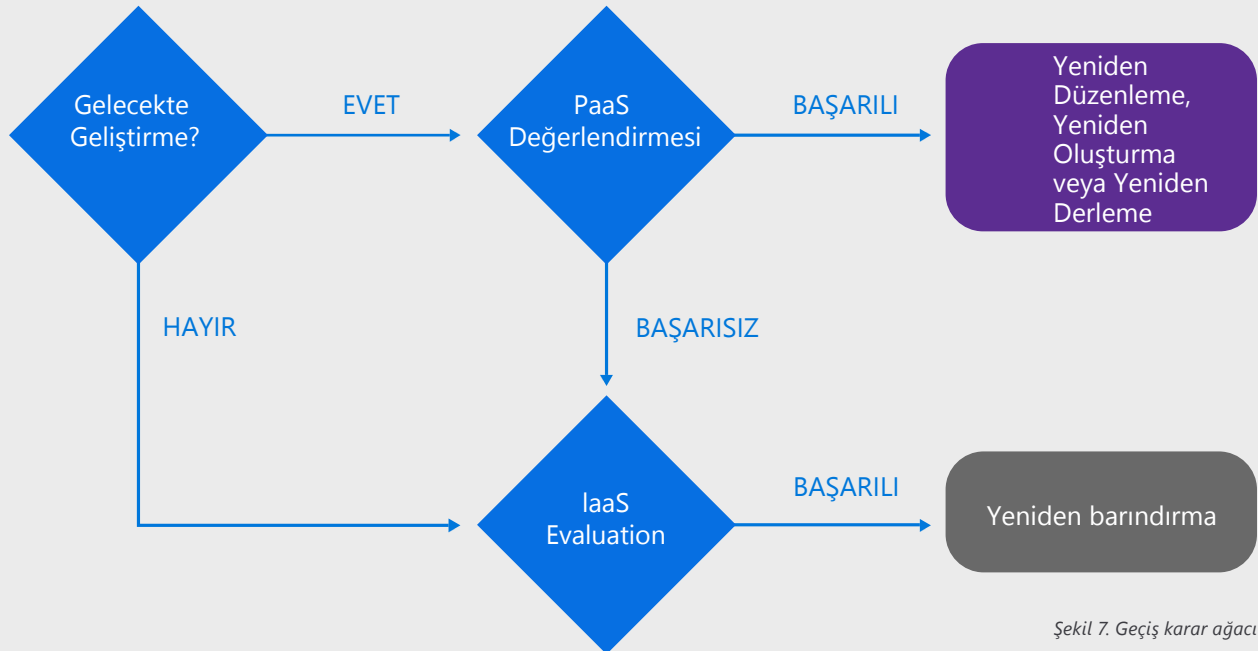 Gelecekte
Geliştirme?
EVET
PaaS
Değerlendirmesi
BAŞARILI
Yeniden
Düzenleme,
Yeniden
Oluşturma
veya Yeniden
Derleme
HAYIR
BAŞARISIZ
IaaS
Evaluation
BAŞARILI
Yeniden barındırma
Şekil 7. Geçiş karar ağacı